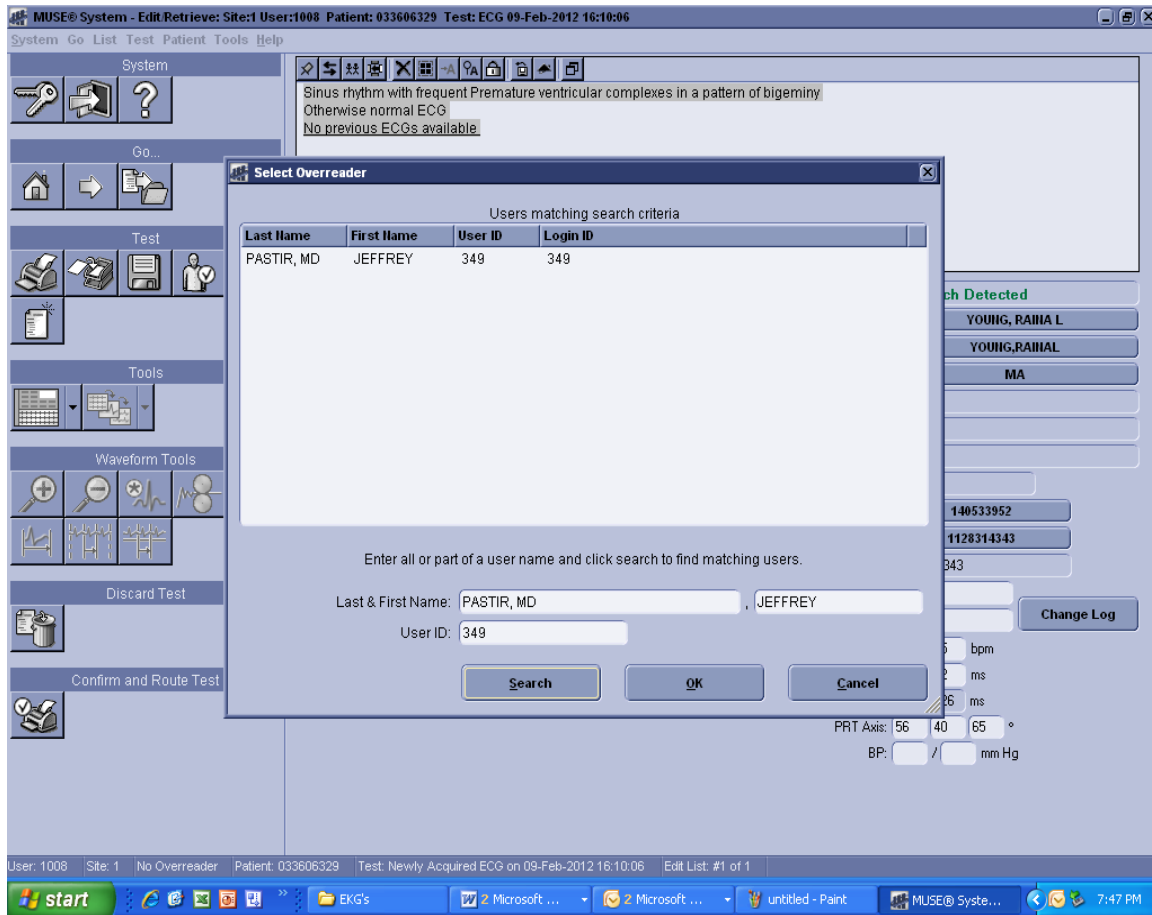 MUSE® System - Edit/Retrieve: Site:1 User:1008 Patient: 033606329 Test: ECG 09-Feb-2012 16:10:06
System Go List Test Patient Tools Help
System
Sinus rhythm with frequent Premature ventricular complexes in a pattern of bigeminy
Otherwise normal ECG
No previous ECGs available
Go...
Select Overreader
Users matching search criteria
Last Name First Name User ID Login ID
PASTIR, MD JEFFREY 349 349
Test
ch Detected
YOUNG, RAINA L
YOUNG,RAINAL
MA
Tools
Waveform Tools
140533952
1128314343
343
Enter all or part of a user name and click search to find matching users.
Discard Test
Last & First Name: PASTIR, MD , JEFFREY
Change Log
User ID: 349
bpm
Confirm and Route Test
Search OK Cancel
ms
26 ms
PRT Axis: 56 40 65 °
BP: / mm Hg
User: 1008 Site: 1 No Overreader Patient: 033606329 Test: Newly Acquired ECG on 09-Feb-2012 16:10:06 Edit List: #1 of 1
start EKG's 2 Microsoft ... 2 Microsoft ... untitled - Paint MUSE® Syste... 7:47 PM